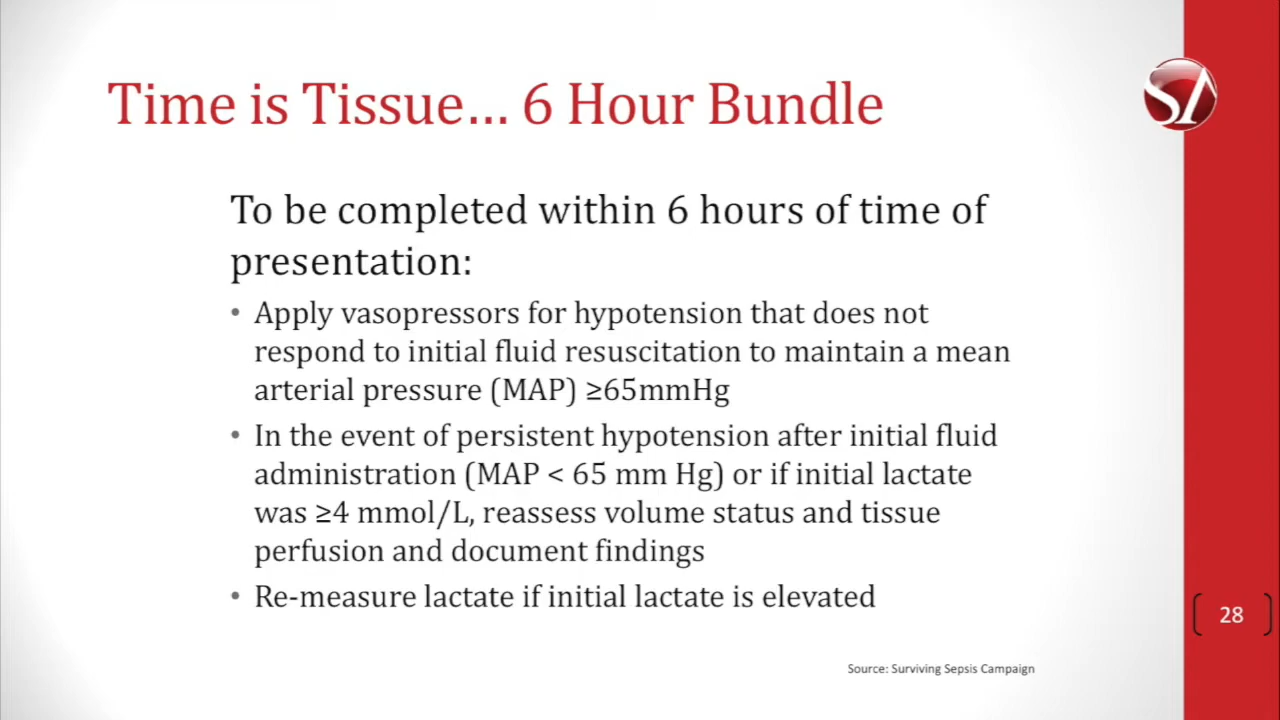 Time is Tissue... 6 Hour Bundle
SA
To be completed within 6 hours of time of
presentation:
• Apply vasopressors for hypotension that does not
respond to initial fluid resuscitation to maintain a mean
arterial pressure (MAP) ≥65mmHg
• In the event of persistent hypotension after initial fluid
administration (MAP < 65 mm Hg) or if initial lactate
was ≥4 mmol/L, reassess volume status and tissue
perfusion and document findings
• Re-measure lactate if initial lactate is elevated
28
Source: Surviving Sepsis Campaign